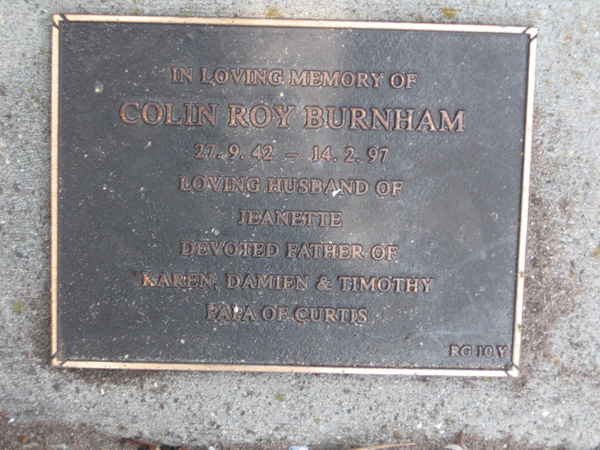 IN LOVING MEMORY OF
COLIN ROY BURNHAM
27. 9. 42 – 14. 2. 97
LOVING HUSBAND OF
JEANETTE
DEVOTED FATHER OF
KAREN, DAMIEN & TIMOTHY
PAPA OF CURTIS
RG 10 Y